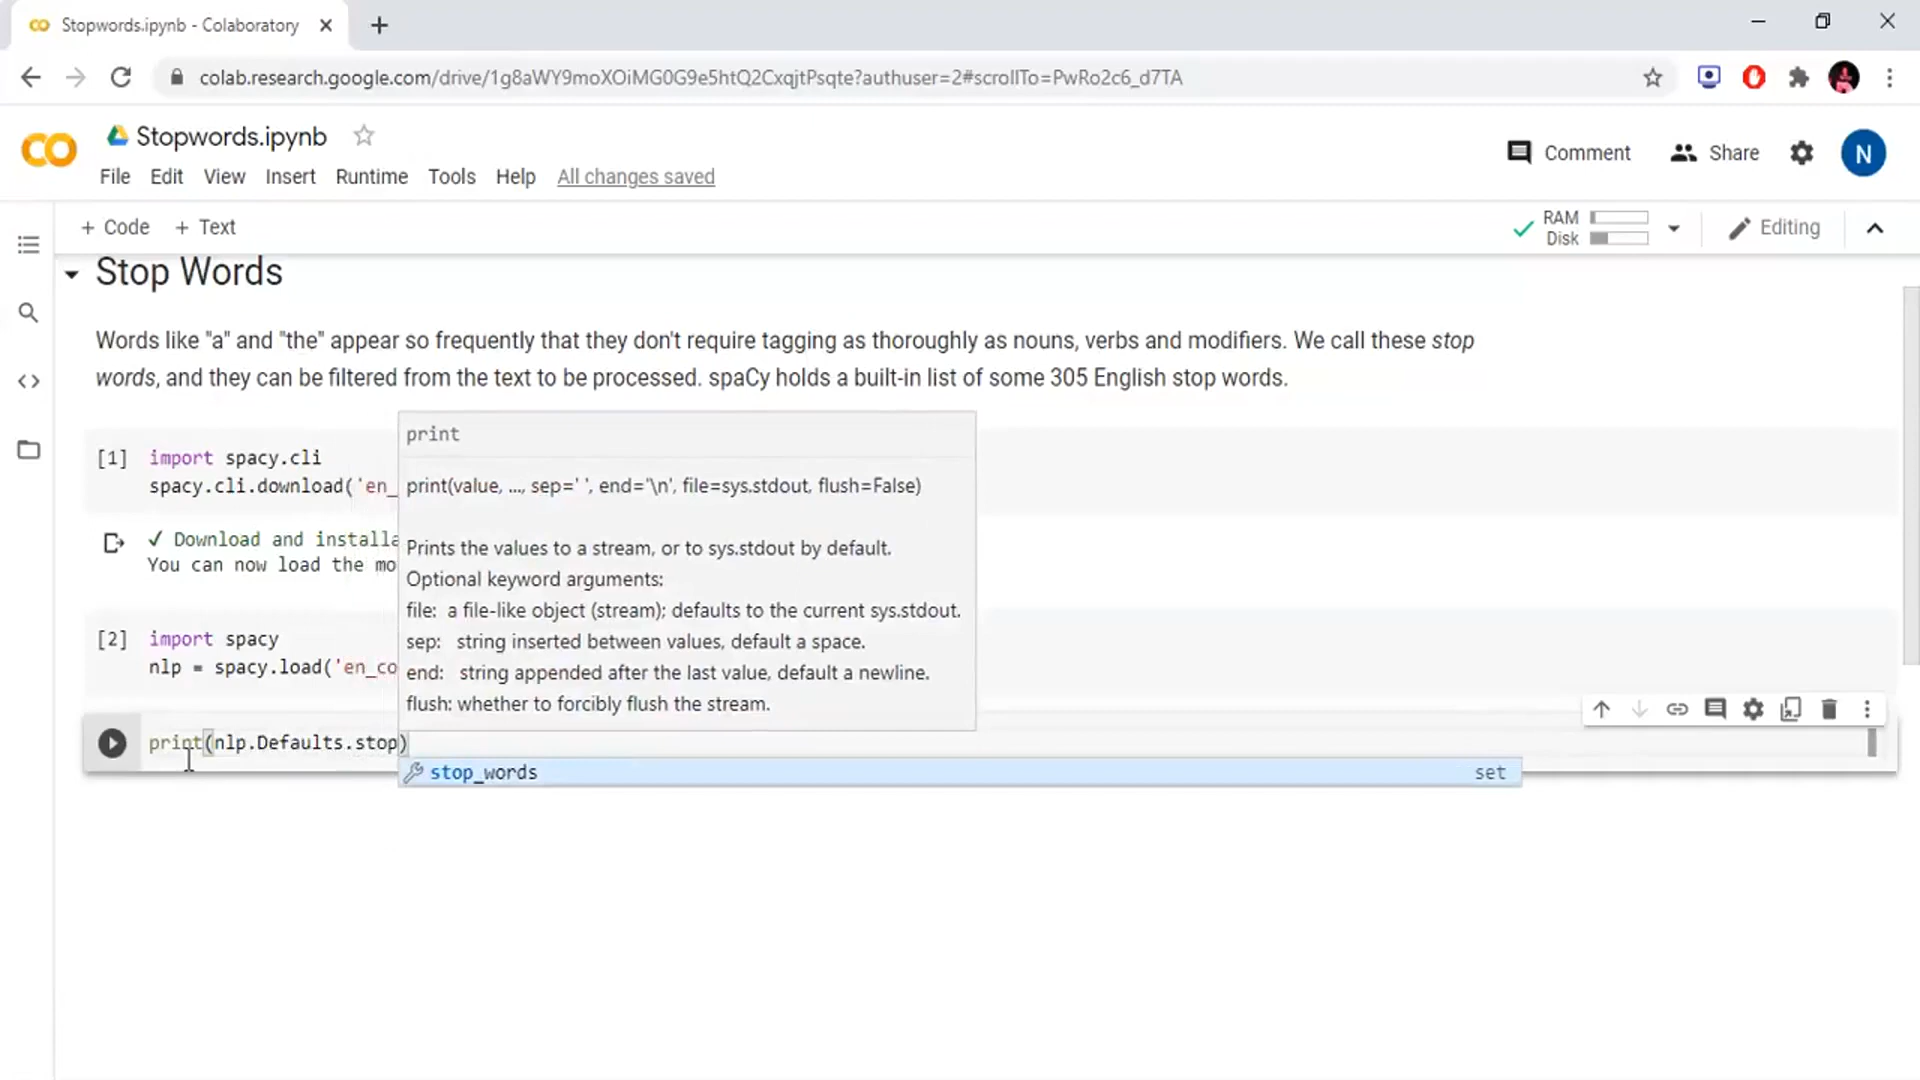 Stopwords.ipynb - Colaboratory
colab.research.google.com/drive/1g8aWY9moXOiMG0G9e5htQ2CxqjtPsqte?authuser=2#scrollTo=PwRo2c6_d7TA
Stopwords.ipynb
Comment
Share
N
File Edit View Insert Runtime Tools Help All changes saved
+ Code + Text
RAM
Disk
Editing
Stop Words
Words like "a" and "the" appear so frequently that they don't require tagging as thoroughly as nouns, verbs and modifiers. We call these stop
words, and they can be filtered from the text to be processed. spaCy holds a built-in list of some 305 English stop words.
print
[1] import spacy.cli
spacy.cli.download('en_
print(value, ..., sep=' ', end='\n', file=sys.stdout, flush=False)
✓ Download and installa
You can now load the mo
Prints the values to a stream, or to sys.stdout by default.
Optional keyword arguments:
file: a file-like object (stream); defaults to the current sys.stdout.
sep: string inserted between values, default a space.
end: string appended after the last value, default a newline.
flush: whether to forcibly flush the stream.
[2] import spacy
nlp = spacy.load('en_co
print(nlp.Defaults.stop)
stop_words set